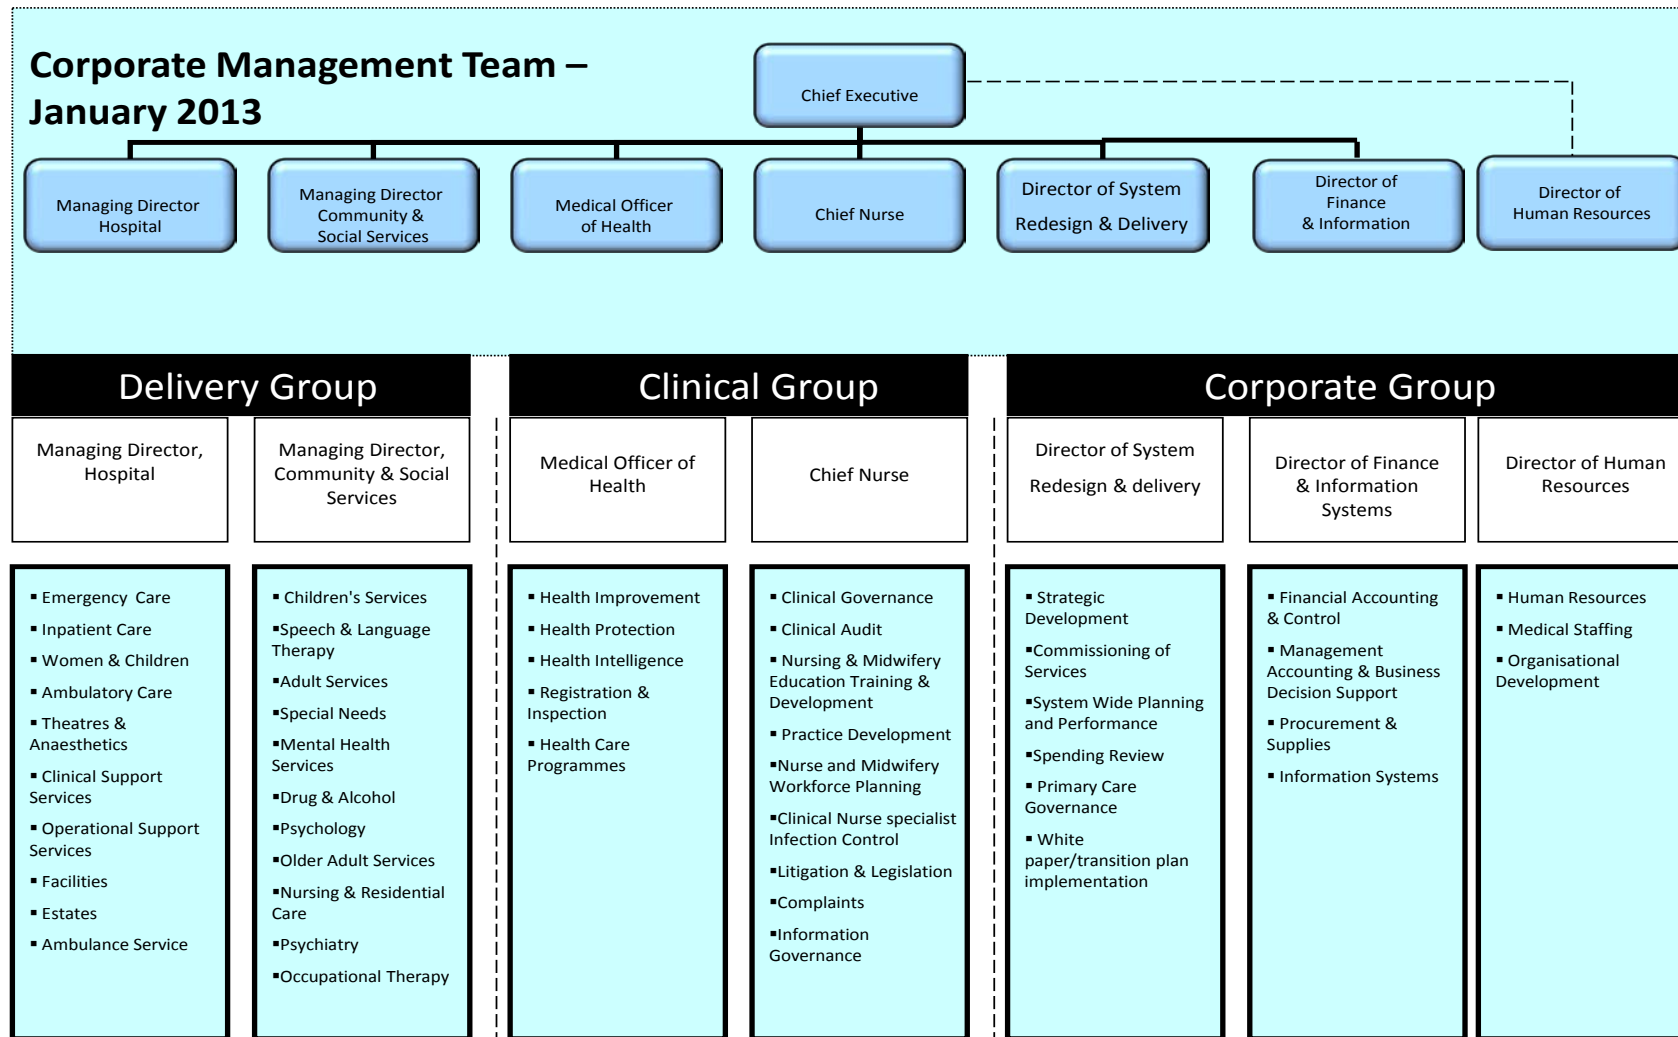 Corporate Management Team –
January 2013
Chief Executive
Managing Director
Hospital
Managing Director
Community &
Social Services
Medical Officer
of Health
Chief Nurse
Director of System
Redesign & Delivery
Director of
Finance
& Information
Director of
Human Resources
Delivery Group
Clinical Group
Corporate Group
Managing Director,
Hospital
Managing Director,
Community & Social
Services
Medical Officer of
Health
Chief Nurse
Director of System
Redesign & delivery
Director of Finance
& Information
Systems
Director of Human
Resources
▪ Emergency Care
▪ Inpatient Care
▪ Women & Children
▪ Ambulatory Care
▪ Theatres &
Anaesthetics
▪ Clinical Support
Services
▪ Operational Support
Services
▪ Facilities
▪ Estates
▪ Ambulance Service
▪ Children's Services
▪Speech & Language
Therapy
▪Adult Services
▪Special Needs
▪Mental Health
Services
▪Drug & Alcohol
▪Psychology
▪Older Adult Services
▪Nursing & Residential
Care
▪Psychiatry
▪Occupational Therapy
▪ Health Improvement
▪ Health Protection
▪ Health Intelligence
▪ Registration &
Inspection
▪ Health Care
Programmes
▪ Clinical Governance
▪ Clinical Audit
▪ Nursing & Midwifery
Education Training &
Development
▪ Practice Development
▪Nurse and Midwifery
Workforce Planning
▪Clinical Nurse specialist
Infection Control
▪Litigation & Legislation
▪Complaints
▪Information
Governance
▪ Strategic
Development
▪Commissioning of
Services
▪System Wide Planning
and Performance
▪Spending Review
▪ Primary Care
Governance
▪ White
paper/transition plan
implementation
▪ Financial Accounting
& Control
▪ Management
Accounting & Business
Decision Support
▪ Procurement &
Supplies
▪ Information Systems
▪ Human Resources
▪ Medical Staffing
▪ Organisational
Development